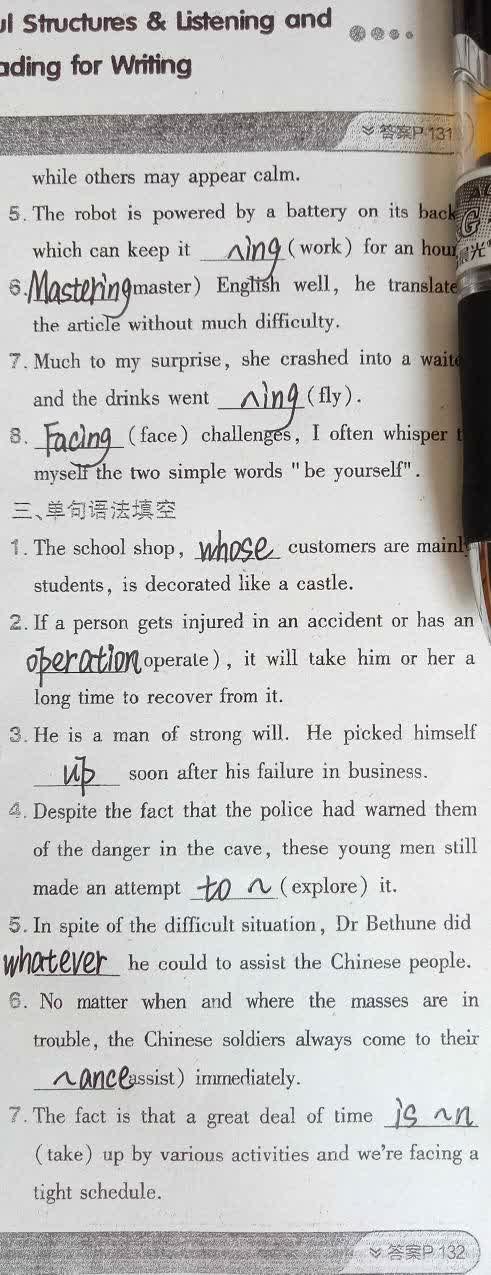 ul Structures & Listening and
ading for Writing
答案P 131
while others may appear calm.
5. The robot is powered by a battery on its back
which can keep it ~ing (work) for an hour
6. Mastering (master) English well, he translate
the article without much difficulty.
7. Much to my surprise, she crashed into a waite
and the drinks went ~ing (fly).
8. Facing (face) challenges, I often whisper t
myself the two simple words "be yourself".
三、单句语法填空
1. The school shop, whose customers are mainly
students, is decorated like a castle.
2. If a person gets injured in an accident or has an
operation (operate), it will take him or her a
long time to recover from it.
3. He is a man of strong will. He picked himself
up soon after his failure in business.
4. Despite the fact that the police had warned them
of the danger in the cave, these young men still
made an attempt to ~ (explore) it.
5. In spite of the difficult situation, Dr Bethune did
whatever he could to assist the Chinese people.
6. No matter when and where the masses are in
trouble, the Chinese soldiers always come to their
~ance (assist) immediately.
7. The fact is that a great deal of time is ~n
(take) up by various activities and we're facing a
tight schedule.
答案P 132